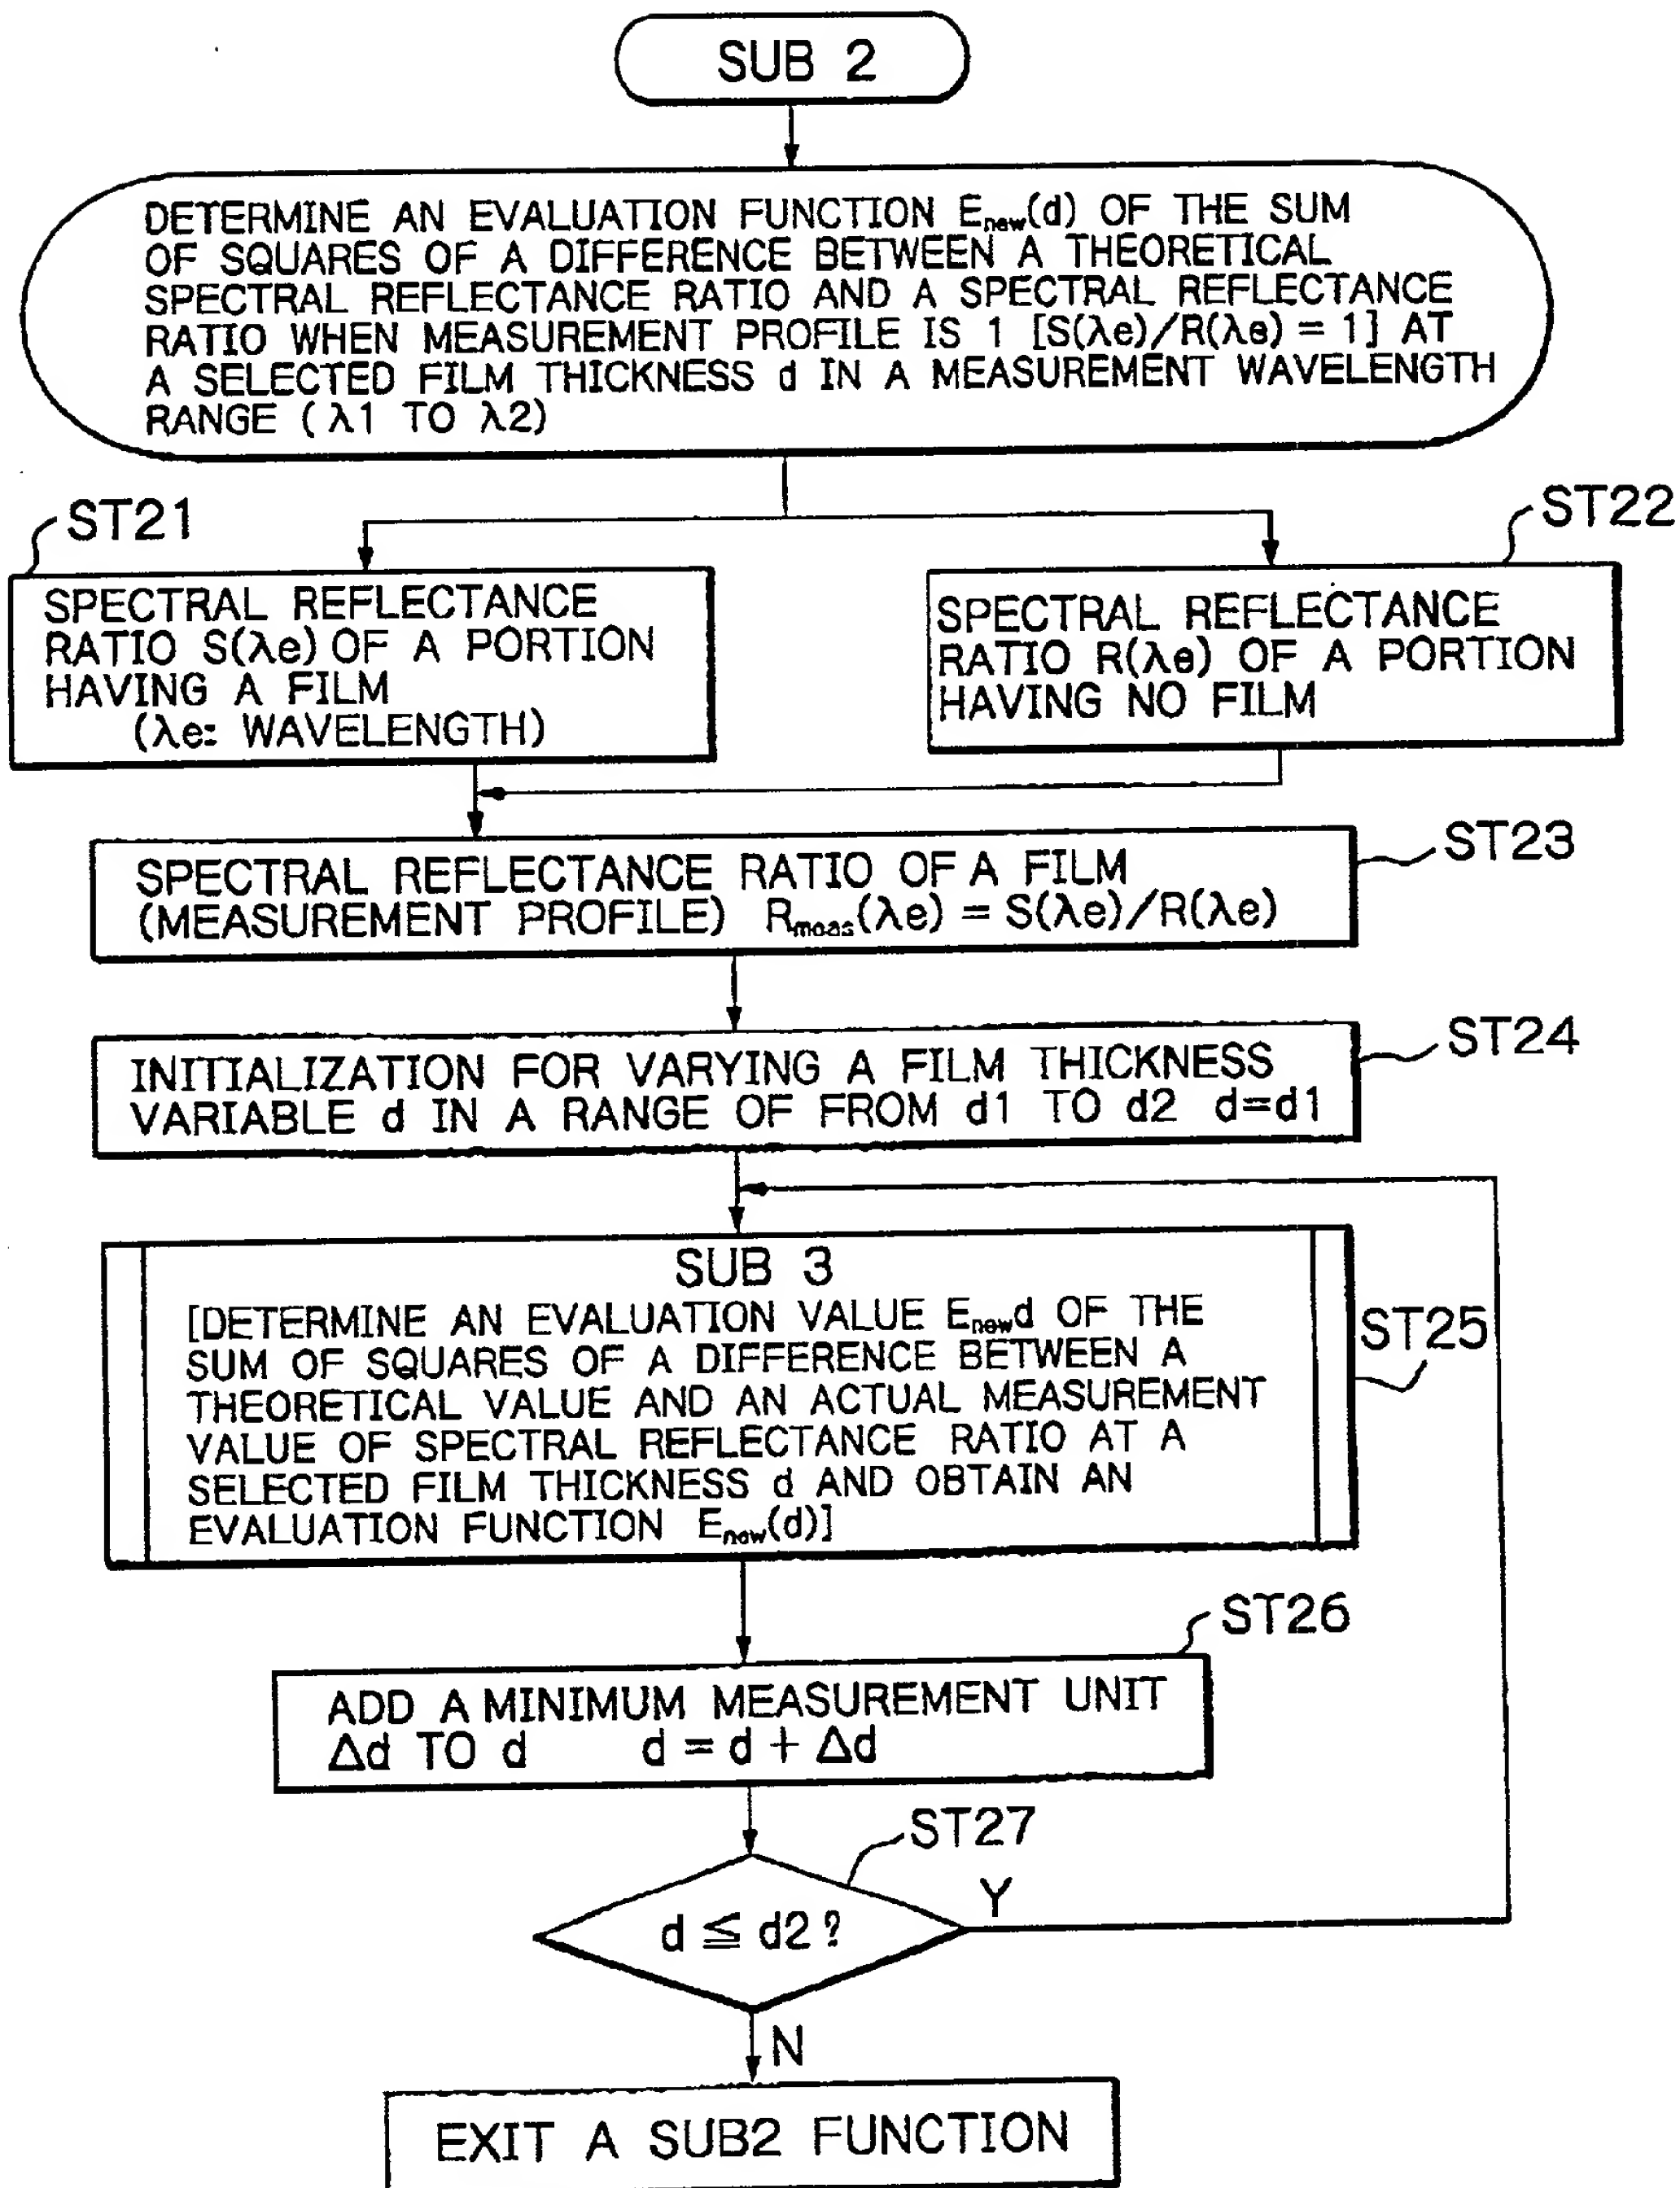 SUB 2
DETERMINE AN EVALUATION FUNCTION Enew(d) OF THE SUM
OF SQUARES OF A DIFFERENCE BETWEEN A THEORETICAL
SPECTRAL REFLECTANCE RATIO AND A SPECTRAL REFLECTANCE
RATIO WHEN MEASUREMENT PROFILE IS 1 [S(λe)/R(λe) = 1] AT
A SELECTED FILM THICKNESS d IN A MEASUREMENT WAVELENGTH
RANGE (λ1 TO λ2)
ST21
SPECTRAL REFLECTANCE
RATIO S(λe) OF A PORTION
HAVING A FILM
(λe: WAVELENGTH)
ST22
SPECTRAL REFLECTANCE
RATIO R(λe) OF A PORTION
HAVING NO FILM
ST23
SPECTRAL REFLECTANCE RATIO OF A FILM
(MEASUREMENT PROFILE) Rmeas(λe) = S(λe)/R(λe)
ST24
INITIALIZATION FOR VARYING A FILM THICKNESS
VARIABLE d IN A RANGE OF FROM d1 TO d2 d=d1
SUB 3
[DETERMINE AN EVALUATION VALUE Enewd OF THE
SUM OF SQUARES OF A DIFFERENCE BETWEEN A
THEORETICAL VALUE AND AN ACTUAL MEASUREMENT
VALUE OF SPECTRAL REFLECTANCE RATIO AT A
SELECTED FILM THICKNESS d AND OBTAIN AN
EVALUATION FUNCTION Enew(d)]
ST25
ST26
ADD A MINIMUM MEASUREMENT UNIT
Δd TO d d = d + Δd
ST27
d ≦ d2?
Y
N
EXIT A SUB2 FUNCTION